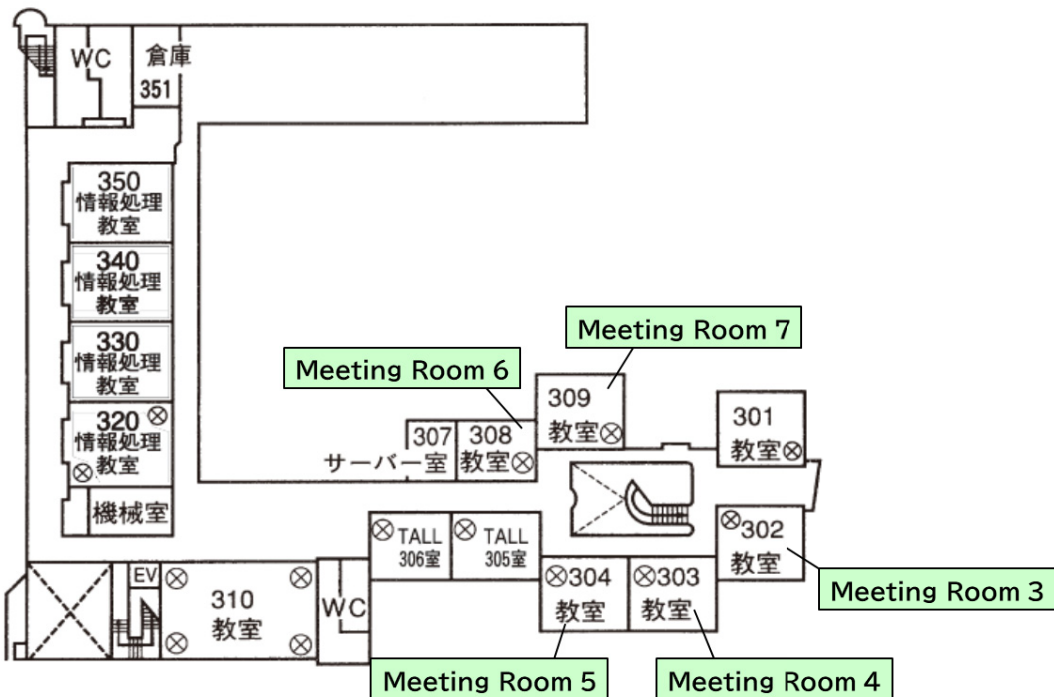 WC
倉庫
351
350
情報処理
教室
340
情報処理
教室
330
情報処理
教室
320
情報処理
教室
機械室
Meeting Room 7
Meeting Room 6
309
教室
301
教室
307
サーバー室
308
教室
302
教室
TALL
306室
TALL
305室
304
教室
303
教室
Meeting Room 3
EV
310
教室
WC
Meeting Room 5
Meeting Room 4